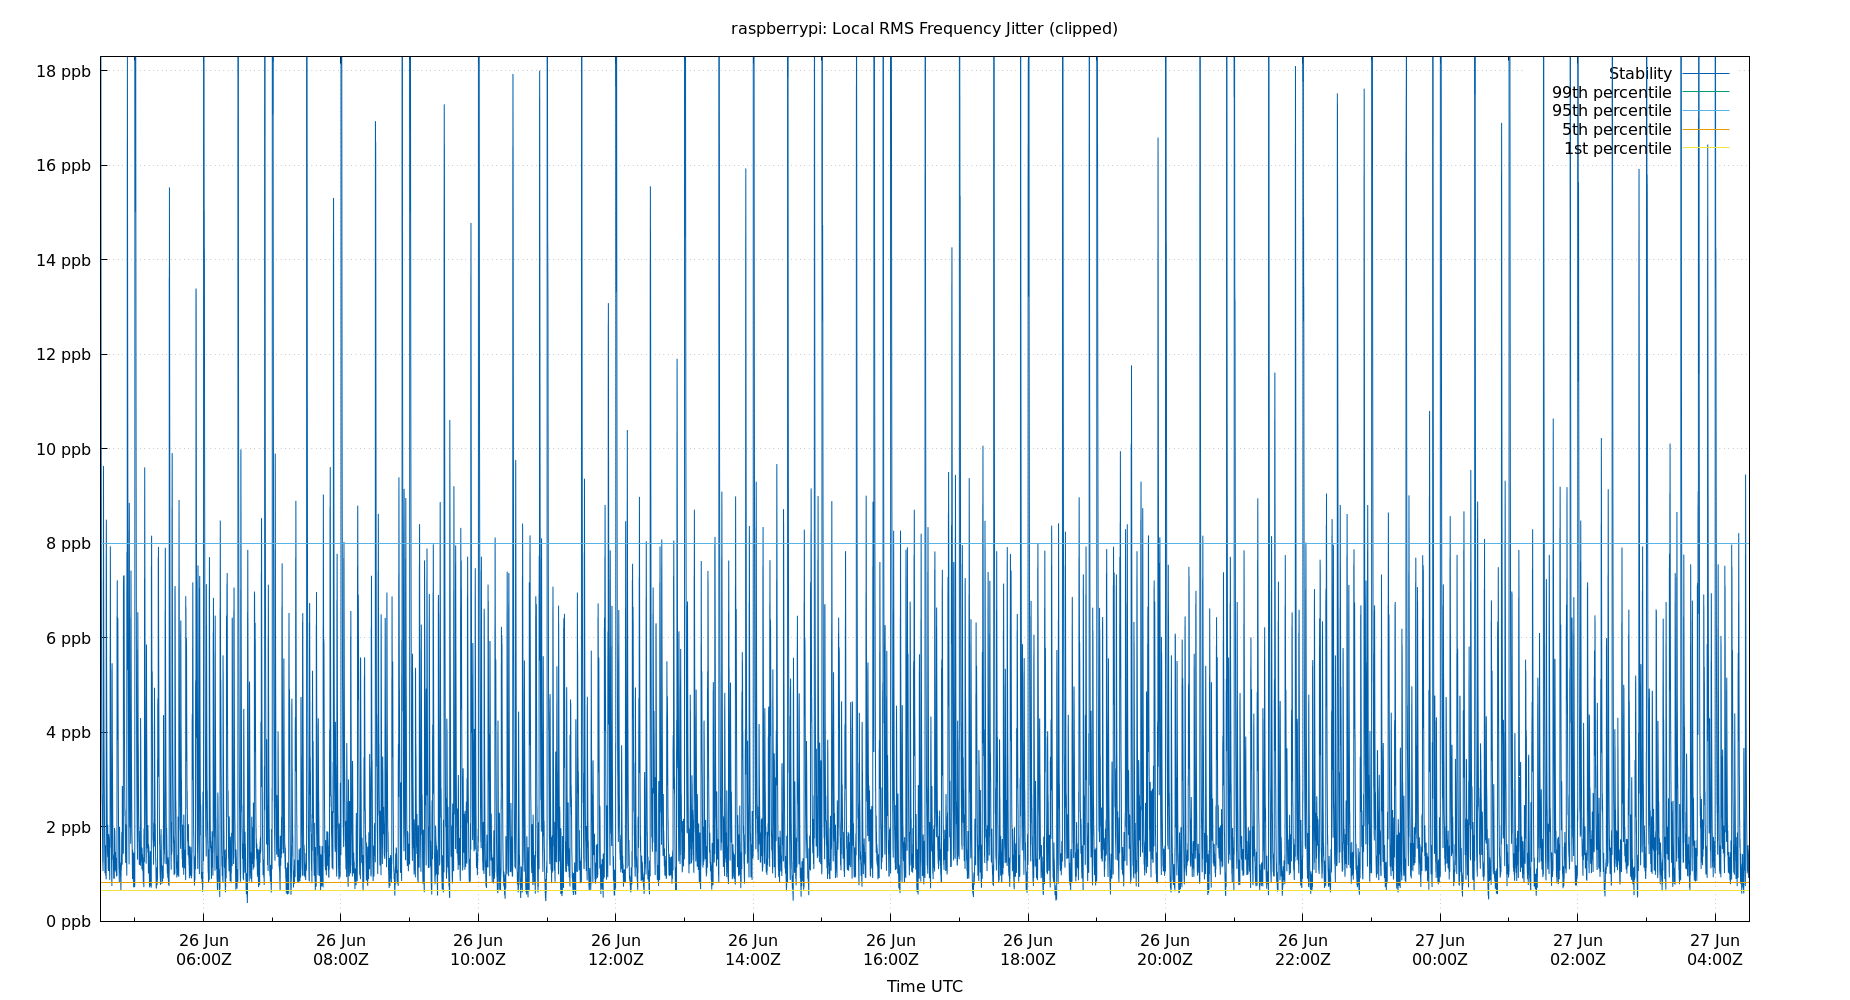 raspberrypi: Local RMS Frequency Jitter (clipped)
18 ppb
16 ppb
14 ppb
12 ppb
10 ppb
8 ppb
6 ppb
4 ppb
2 ppb
0 ppb
Stability
99th percentile
95th percentile
5th percentile
1st percentile
26 Jun 26 Jun 26 Jun 26 Jun 26 Jun 26 Jun 26 Jun 26 Jun 26 Jun 27 Jun 27 Jun 27 Jun
06:00Z 08:00Z 10:00Z 12:00Z 14:00Z 16:00Z 18:00Z 20:00Z 22:00Z 00:00Z 02:00Z 04:00Z
Time UTC